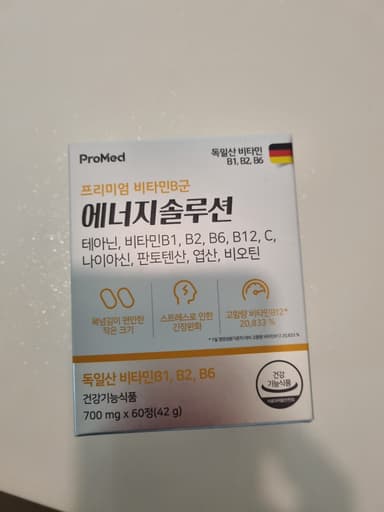 ProMed
독일산 비타민
B1, B2, B6
프리미엄 비타민B군
에너지솔루션
테아닌, 비타민B1, B2, B6, B12, C,
나이아신, 판토텐산, 엽산, 비오틴
목넘김이 편안한
작은 크기
스트레스로 인한
긴장완화
고함량 비타민B12*
20,833 %
독일산 비타민B1, B2, B6
건강기능식품
700 mg x 60정(42 g)
건강
기능식품